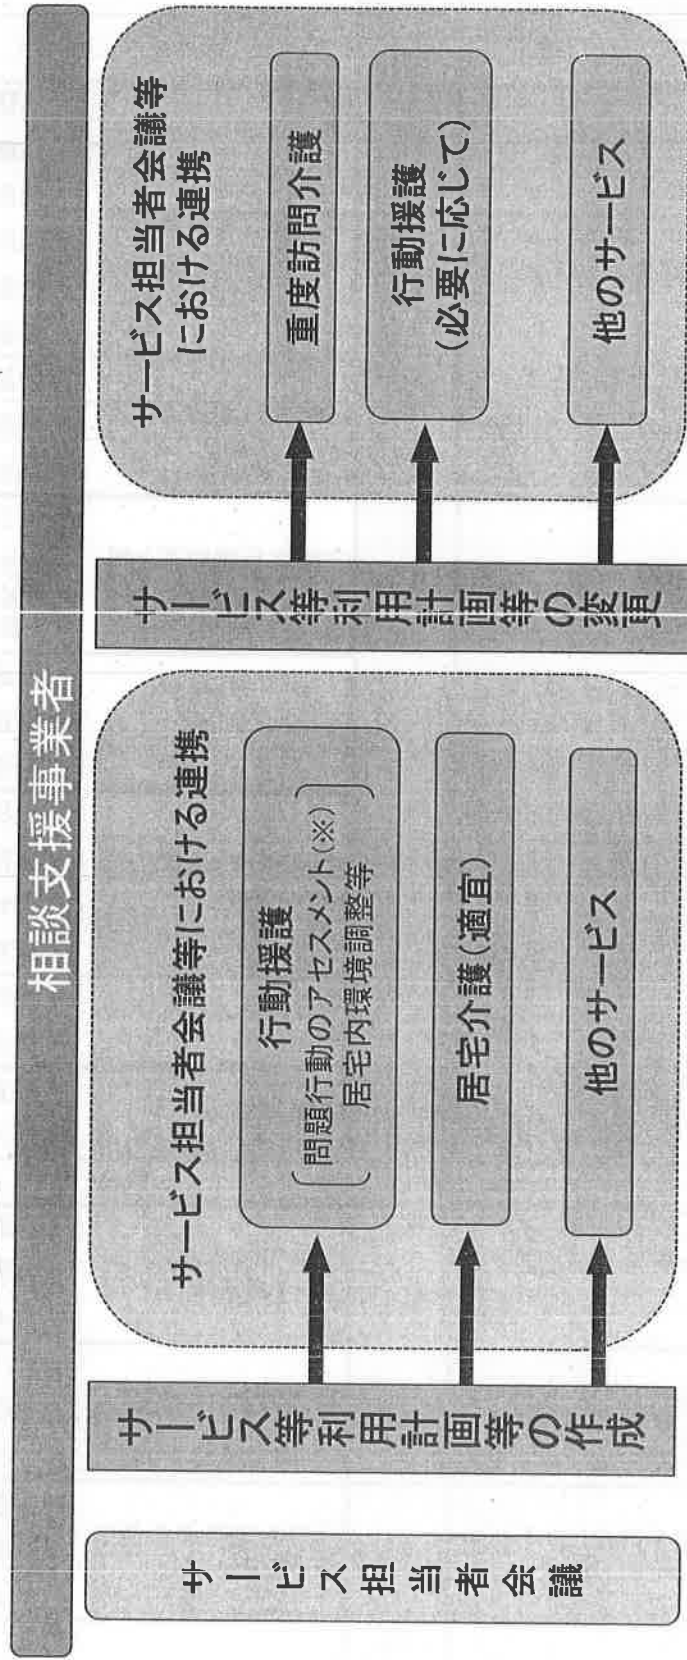 相談支援事業者
サービス担当者会議
サービス等利用計画等の作成
サービス担当者会議等における連携
行動援護
問題行動のアセスメント(※)
居宅内環境調整等
居宅介護(適宜)
他のサービス
サービス等利用計画等の変更
サービス担当者会議等
における連携
重度訪問介護
行動援護
(必要に応じて)
他のサービス